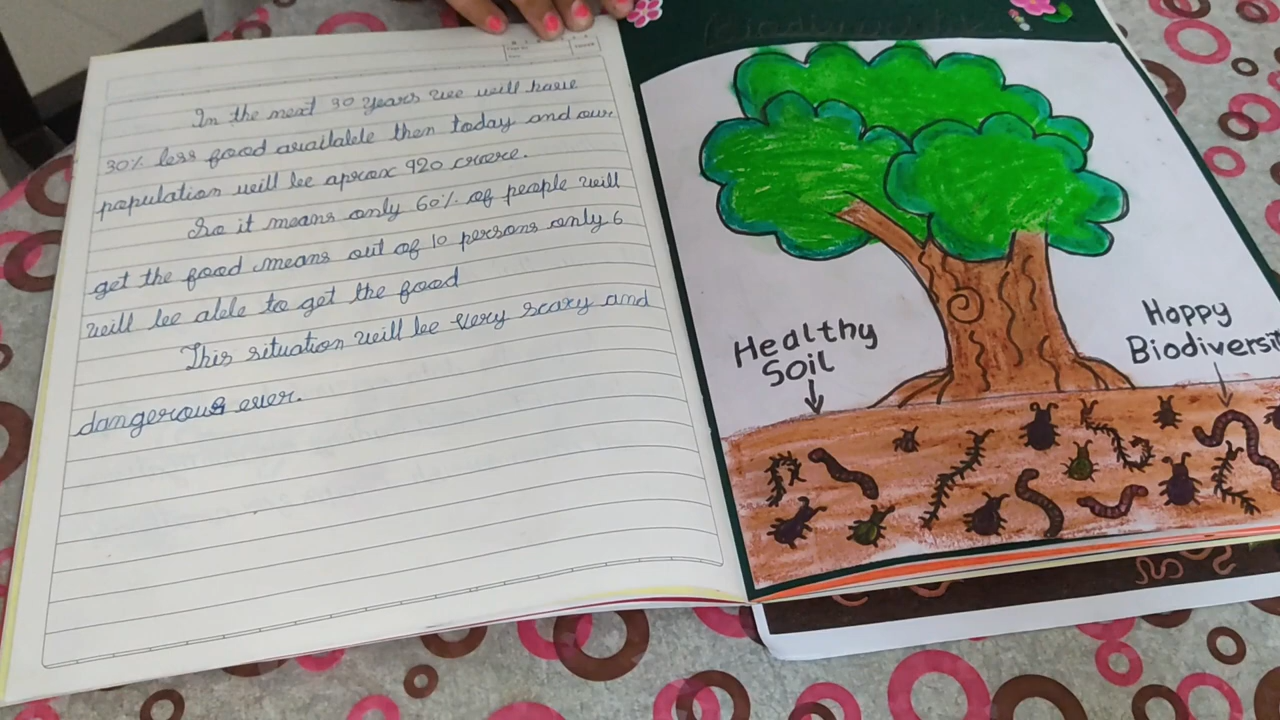 In the next 30 years we will have
30% less food available then today and our
population will be aprox 920 crore.
So it means only 60% of people will
get the food means out of 10 persons only 6
will be able to get the food
This situation will be very scary and
dangerous ever.
Healthy
Soil
Happy
Biodiversit